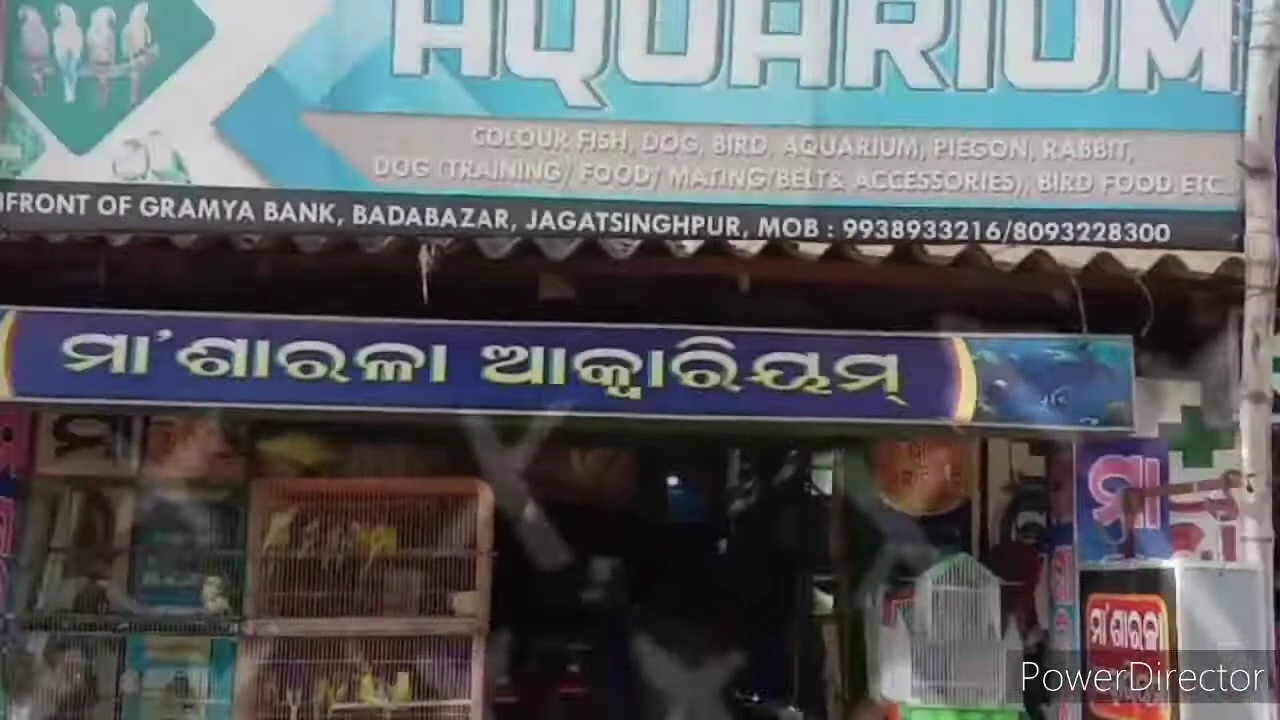 AQUARIUM
COLOUR FISH, DOG, BIRD, AQUARIUM, PIEGON, RABBIT,
DOG (TRAINING/ FOOD/ MATING/BELT& ACCESSORIES), BIRD FOOD ETC.
NFRONT OF GRAMYA BANK, BADABAZAR, JAGATSINGHPUR, MOB : 9938933216/8093228300
ମା'ଶାରଳା ଆକ୍ୱାରିୟମ୍
ମା
ମା
ମା'ଶାରଳା
PowerDirector